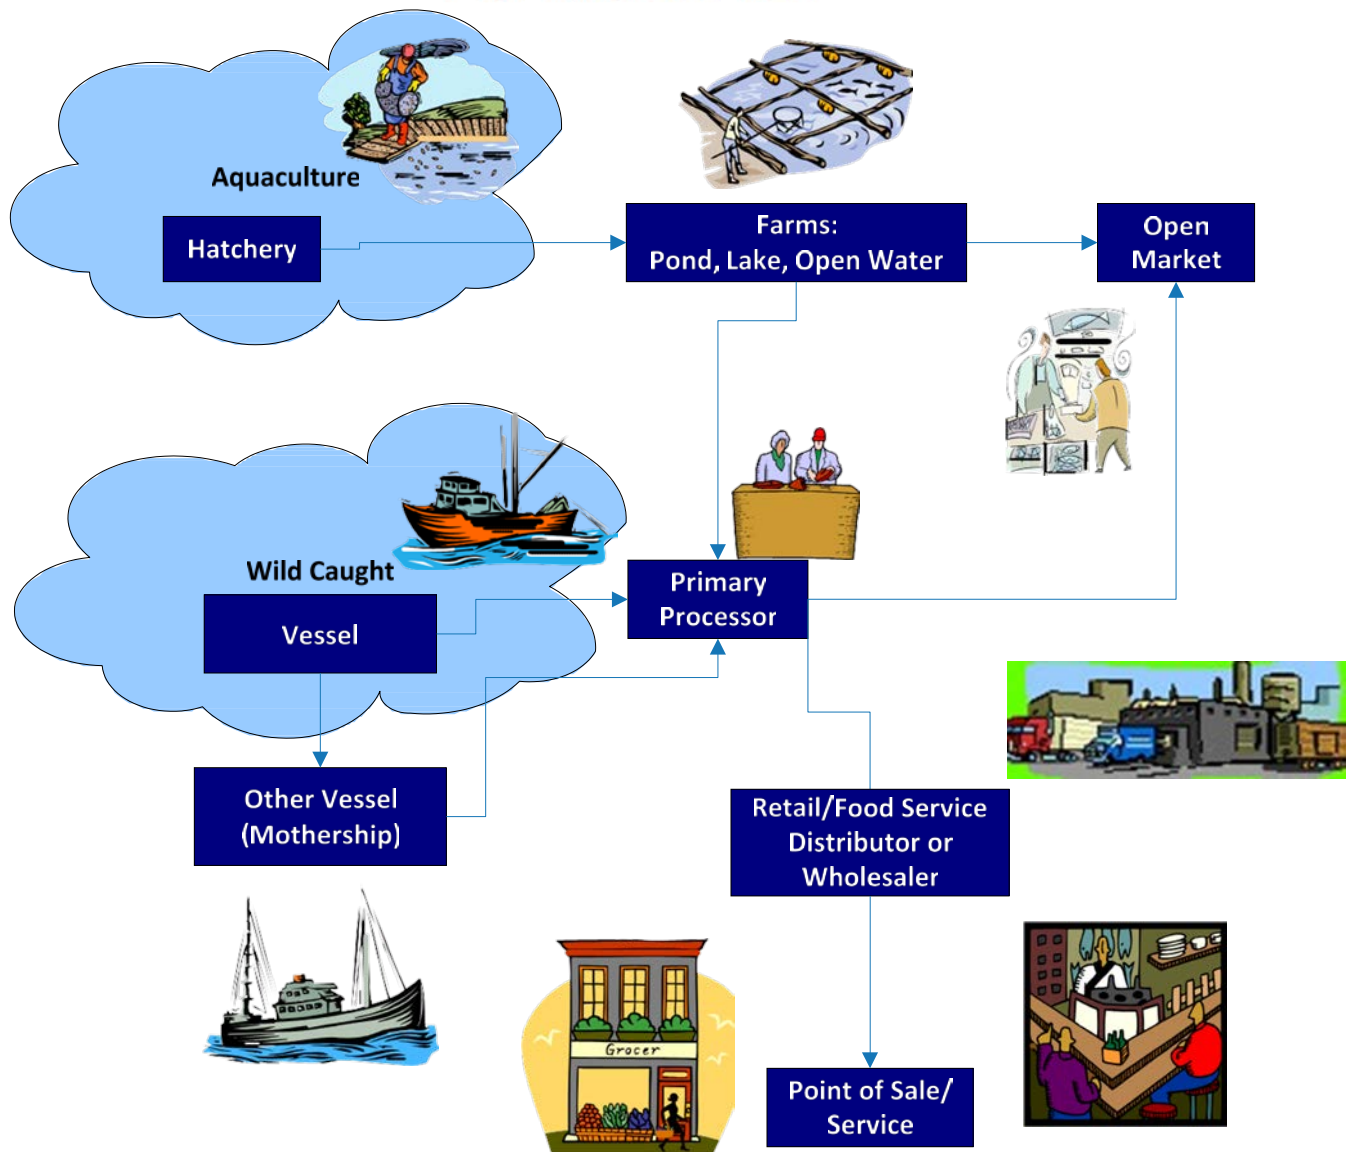 Aquaculture
Hatchery
Farms:
Pond, Lake, Open Water
Open
Market
Wild Caught
Vessel
Primary
Processor
Other Vessel
(Mothership)
Retail/Food Service
Distributor or
Wholesaler
Grocer
Point of Sale/
Service